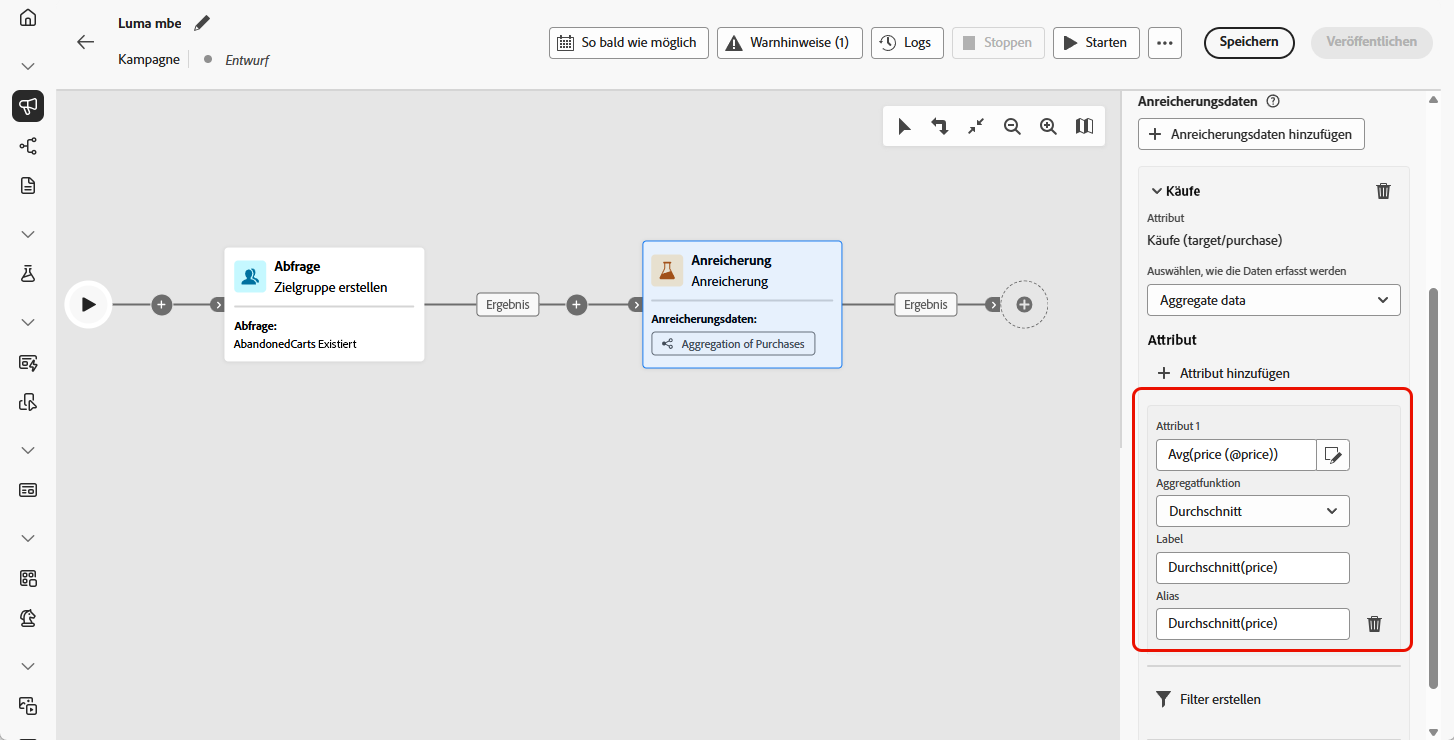 Luma mbe
Kampagne
Entwurf
So bald wie möglich
Warnhinweise (1)
Logs
Stoppen
Starten
Speichern
Veröffentlichen
Abfrage
Zielgruppe erstellen
Abfrage:
AbandonedCarts Existiert
Ergebnis
Anreicherung
Anreicherung
Anreicherungsdaten:
Aggregation of Purchases
Ergebnis
Anreicherungsdaten
Anreicherungsdaten hinzufügen
Käufe
Attribut
Käufe (target/purchase)
Auswählen, wie die Daten erfasst werden
Aggregate data
Attribut
Attribut hinzufügen
Attribut 1
Avg(price (@price))
Aggregatfunktion
Durchschnitt
Label
Durchschnitt(price)
Alias
Durchschnitt(price)
Filter erstellen